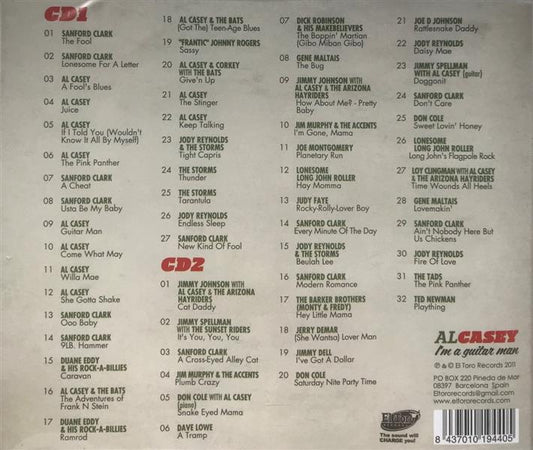 CD1
01 SANFORD CLARK
The Fool
02 SANFORD CLARK
Lonesome For A Letter
03 AL CASEY
A Fool's Blues
04 AL CASEY
Juice
05 AL CASEY
If I Told You (Wouldn't
Know It All By Myself)
06 AL CASEY
The Pink Panther
07 SANFORD CLARK
A Cheat
08 SANFORD CLARK
Usta Be My Baby
09 AL CASEY
Guitar Man
10 AL CASEY
Come What May
11 AL CASEY
Willa Mae
12 AL CASEY
She Gotta Shake
13 SANFORD CLARK
Ooo Baby
14 SANFORD CLARK
9LB. Hammer
15 DUANE EDDY
& HIS ROCK-A-BILLIES
Caravan
16 AL CASEY & THE BATS
The Adventures of
Frank N Stein
17 DUANE EDDY
& HIS ROCK-A-BILLIES
Ramrod
18 AL CASEY & THE BATS
(Got The) Teen-Age Blues
19 "FRANTIC" JOHNNY ROGERS
Sassy
20 AL CASEY & CORKEY
WITH THE BATS
Give'n Up
21 AL CASEY
The Stinger
22 AL CASEY
Keep Talking
23 JODY REYNOLDS
& THE STORMS
Tight Capris
24 THE STORMS
Thunder
25 THE STORMS
Tarantula
26 JODY REYNOLDS
Endless Sleep
27 SANFORD CLARK
New Kind Of Fool
CD2
01 JIMMY JOHNSON WITH
AL CASEY & THE ARIZONA
HAYRIDERS
Cat Daddy
02 JIMMY SPELLMAN
WITH THE SUNSET RIDERS
It's You, You, You
03 SANFORD CLARK
A Cross-Eyed Alley Cat
04 JIM MURPHY & THE ACCENTS
Plumb Crazy
05 DON COLE WITH AL CASEY
(piano)
Snake Eyed Mama
06 DAVE LOWE
A Tramp
07 DICK ROBINSON
& HIS MAKEBELIEVERS
The Boppin' Martian
(Gibo Miban Gibo)
08 GENE MALTAIS
The Bug
09 JIMMY JOHNSON WITH
AL CASEY & THE ARIZONA
HAYRIDERS
How About Me? - Pretty
Baby
10 JIM MURPHY & THE ACCENTS
I'm Gone, Mama
11 JOE MONTGOMERY
Planetary Run
12 LONESOME
LONG JOHN ROLLER
Hay Momma
13 JUDY FAYE
Rocky-Rolly-Lover Boy
14 SANFORD CLARK
Every Minute Of The Day
15 JODY REYNOLDS
& THE STORMS
Beulah Lee
16 SANFORD CLARK
Modern Romance
17 THE BARKER BROTHERS
(MONTY & FREDY)
Hey Little Mama
18 JERRY DEMAR
(She Wantsa) Lover Man
19 JIMMY DELL
I've Got A Dollar
20 DON COLE
Saturday Nite Party Time
21 JOE D JOHNSON
Rattlesnake Daddy
22 JODY REYNOLDS
Daisy Mae
23 JIMMY SPELLMAN
WITH AL CASEY (guitar)
Doggonit
24 SANFORD CLARK
Don't Care
25 DON COLE
Sweet Lovin' Honey
26 LONESOME
LONG JOHN ROLLER
Long John's Flagpole Rock
27 LOY CLINGMAN WITH AL CASEY
& THE ARIZONA HAYRIDERS
Time Wounds All Heels
28 GENE MALTAIS
Lovemakin'
29 SANFORD CLARK
Ain't Nobody Here But
Us Chickens
30 JODY REYNOLDS
Fire Of Love
31 THE TADS
The Pink Panther
32 TED NEWMAN
Plaything
AL CASEY
I'm a guitar man
℗ & © El Toro Records 2011
PO BOX 220 Pineda de Mar
08397 Barcelona Spain
Eltororecords@gmail.com
eltororecords.com
El Toro
RECORDS
The sound will
CHARGE you!
8 437010 194405